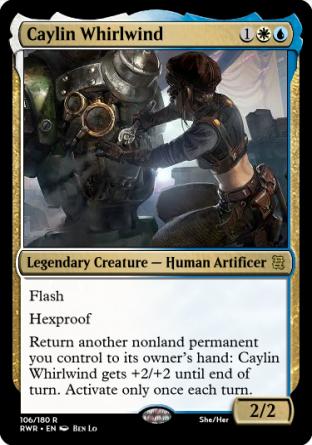 Caylin Whirlwind 1
Legendary Creature — Human Artificer
Flash
Hexproof
Return another nonland permanent
you control to its owner's hand: Caylin
Whirlwind gets +2/+2 until end of
turn. Activate only once each turn.
2/2
106/180 R
RWR • EN BEN LO
She/Her